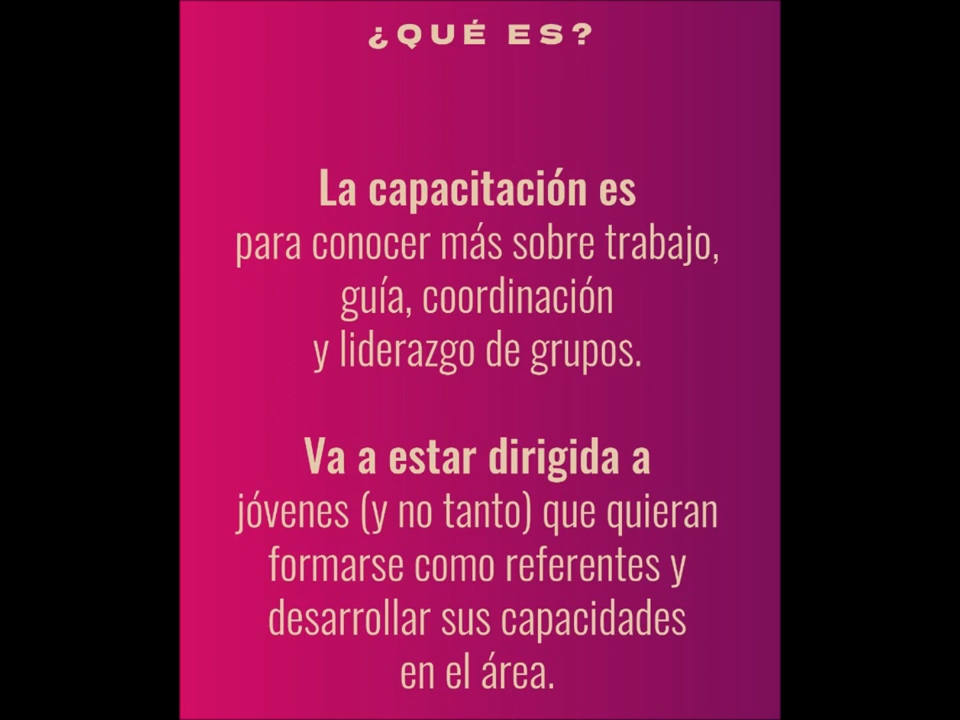 ¿QUÉ ES?
La capacitación es
para conocer más sobre trabajo,
guía, coordinación
y liderazgo de grupos.
Va a estar dirigida a
jóvenes (y no tanto) que quieran
formarse como referentes y
desarrollar sus capacidades
en el área.